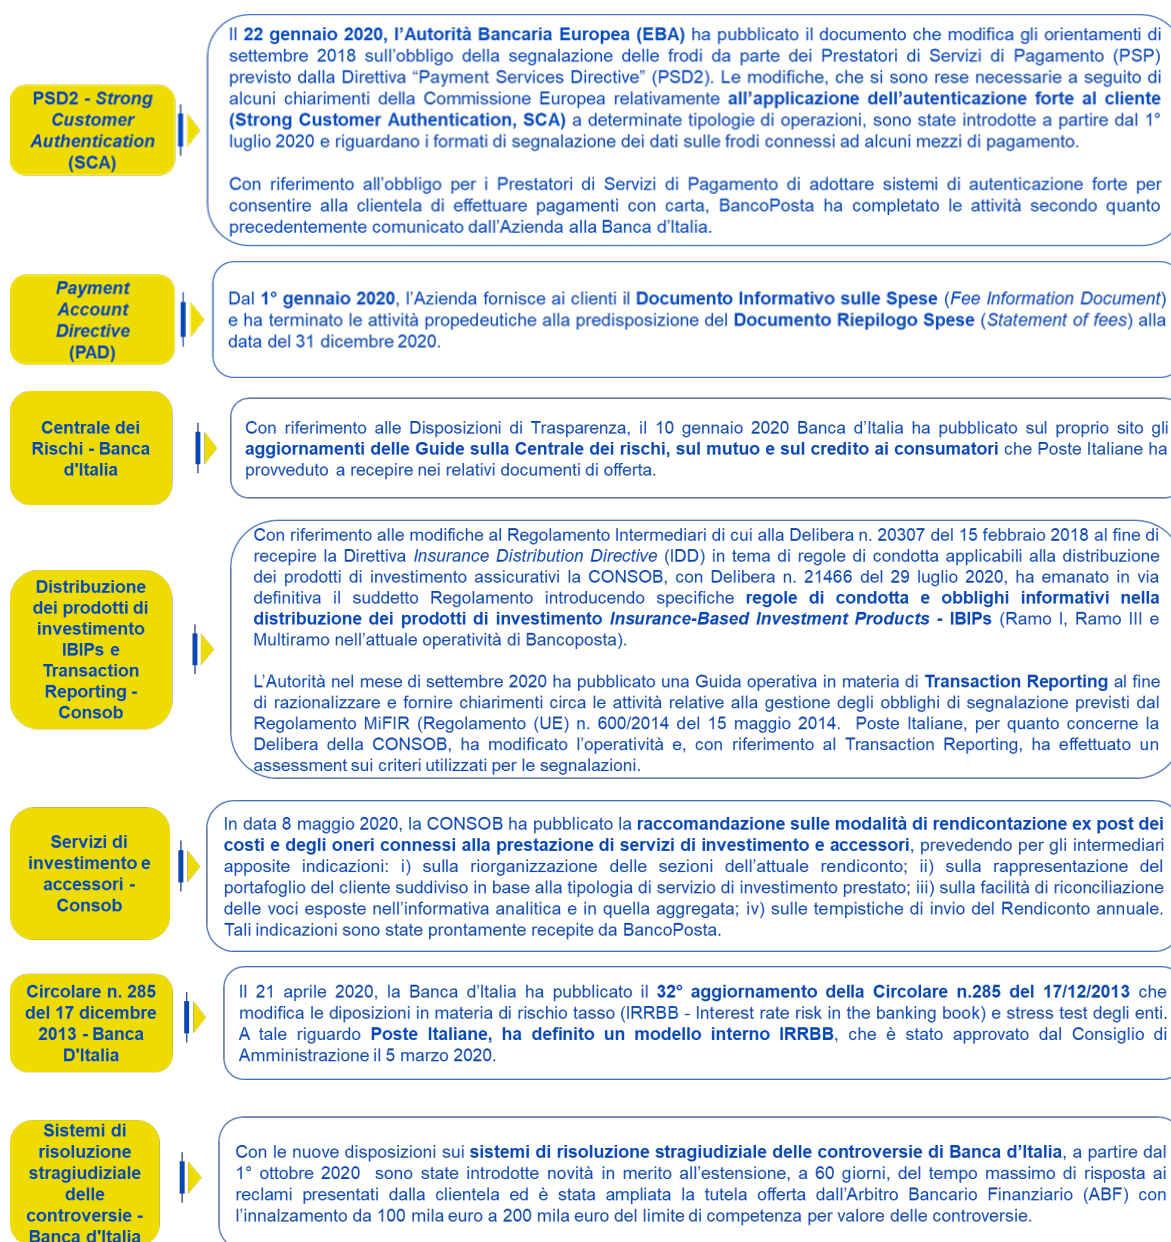 PSD2 - Strong
Customer
Authentication
(SCA)
Il 22 gennaio 2020, l'Autorità Bancaria Europea (EBA) ha pubblicato il documento che modifica gli orientamenti di
settembre 2018 sull'obbligo della segnalazione delle frodi da parte dei Prestatori di Servizi di Pagamento (PSP)
previsto dalla Direttiva “Payment Services Directive” (PSD2). Le modifiche, che si sono rese necessarie a seguito di
alcuni chiarimenti della Commissione Europea relativamente all'applicazione dell'autenticazione forte al cliente
(Strong Customer Authentication, SCA) a determinate tipologie di operazioni, sono state introdotte a partire dal 1°
luglio 2020 e riguardano i formati di segnalazione dei dati sulle frodi connessi ad alcuni mezzi di pagamento.
Con riferimento all'obbligo per i Prestatori di Servizi di Pagamento di adottare sistemi di autenticazione forte per
consentire alla clientela di effettuare pagamenti con carta, BancoPosta ha completato le attività secondo quanto
precedentemente comunicato dall'Azienda alla Banca d'Italia.
Payment
Account
Directive
(PAD)
Dal 1° gennaio 2020, l'Azienda fornisce ai clienti il Documento Informativo sulle Spese (Fee Information Document)
e ha terminato le attività propedeutiche alla predisposizione del Documento Riepilogo Spese (Statement of fees) alla
data del 31 dicembre 2020.
Centrale dei
Rischi - Banca
d'Italia
Con riferimento alle Disposizioni di Trasparenza, il 10 gennaio 2020 Banca d'Italia ha pubblicato sul proprio sito gli
aggiornamenti delle Guide sulla Centrale dei rischi, sul mutuo e sul credito ai consumatori che Poste Italiane ha
provveduto a recepire nei relativi documenti di offerta.
Distribuzione
dei prodotti di
investimento
IBIPs e
Transaction
Reporting -
Consob
Con riferimento alle modifiche al Regolamento Intermediari di cui alla Delibera n. 20307 del 15 febbraio 2018 al fine di
recepire la Direttiva Insurance Distribution Directive (IDD) in tema di regole di condotta applicabili alla distribuzione
dei prodotti di investimento assicurativi la CONSOB, con Delibera n. 21466 del 29 luglio 2020, ha emanato in via
definitiva il suddetto Regolamento introducendo specifiche regole di condotta e obblighi informativi nella
distribuzione dei prodotti di investimento Insurance-Based Investment Products - IBIPs (Ramo I, Ramo III e
Multiramo nell'attuale operatività di Bancoposta).
L'Autorità nel mese di settembre 2020 ha pubblicato una Guida operativa in materia di Transaction Reporting al fine
di razionalizzare e fornire chiarimenti circa le attività relative alla gestione degli obblighi di segnalazione previsti dal
Regolamento MiFIR (Regolamento (UE) n. 600/2014 del 15 maggio 2014. Poste Italiane, per quanto concerne la
Delibera della CONSOB, ha modificato l'operatività e, con riferimento al Transaction Reporting, ha effettuato un
assessment sui criteri utilizzati per le segnalazioni.
Servizi di
investimento e
accessori -
Consob
In data 8 maggio 2020, la CONSOB ha pubblicato la raccomandazione sulle modalità di rendicontazione ex post dei
costi e degli oneri connessi alla prestazione di servizi di investimento e accessori, prevedendo per gli intermediari
apposite indicazioni: i) sulla riorganizzazione delle sezioni dell'attuale rendiconto; ii) sulla rappresentazione del
portafoglio del cliente suddiviso in base alla tipologia di servizio di investimento prestato; iii) sulla facilità di riconciliazione
delle voci esposte nell'informativa analitica e in quella aggregata; iv) sulle tempistiche di invio del Rendiconto annuale.
Tali indicazioni sono state prontamente recepite da BancoPosta.
Circolare n. 285
del 17 dicembre
2013 - Banca
D'Italia
Il 21 aprile 2020, la Banca d'Italia ha pubblicato il 32° aggiornamento della Circolare n.285 del 17/12/2013 che
modifica le diposizioni in materia di rischio tasso (IRRBB - Interest rate risk in the banking book) e stress test degli enti.
A tale riguardo Poste Italiane, ha definito un modello interno IRRBB, che è stato approvato dal Consiglio di
Amministrazione il 5 marzo 2020.
Sistemi di
risoluzione
stragiudiziale
delle
controversie -
Banca d'Italia
Con le nuove disposizioni sui sistemi di risoluzione stragiudiziale delle controversie di Banca d'Italia, a partire dal
1° ottobre 2020 sono state introdotte novità in merito all'estensione, a 60 giorni, del tempo massimo di risposta ai
reclami presentati dalla clientela ed è stata ampliata la tutela offerta dall'Arbitro Bancario Finanziario (ABF) con
l'innalzamento da 100 mila euro a 200 mila euro del limite di competenza per valore delle controversie.